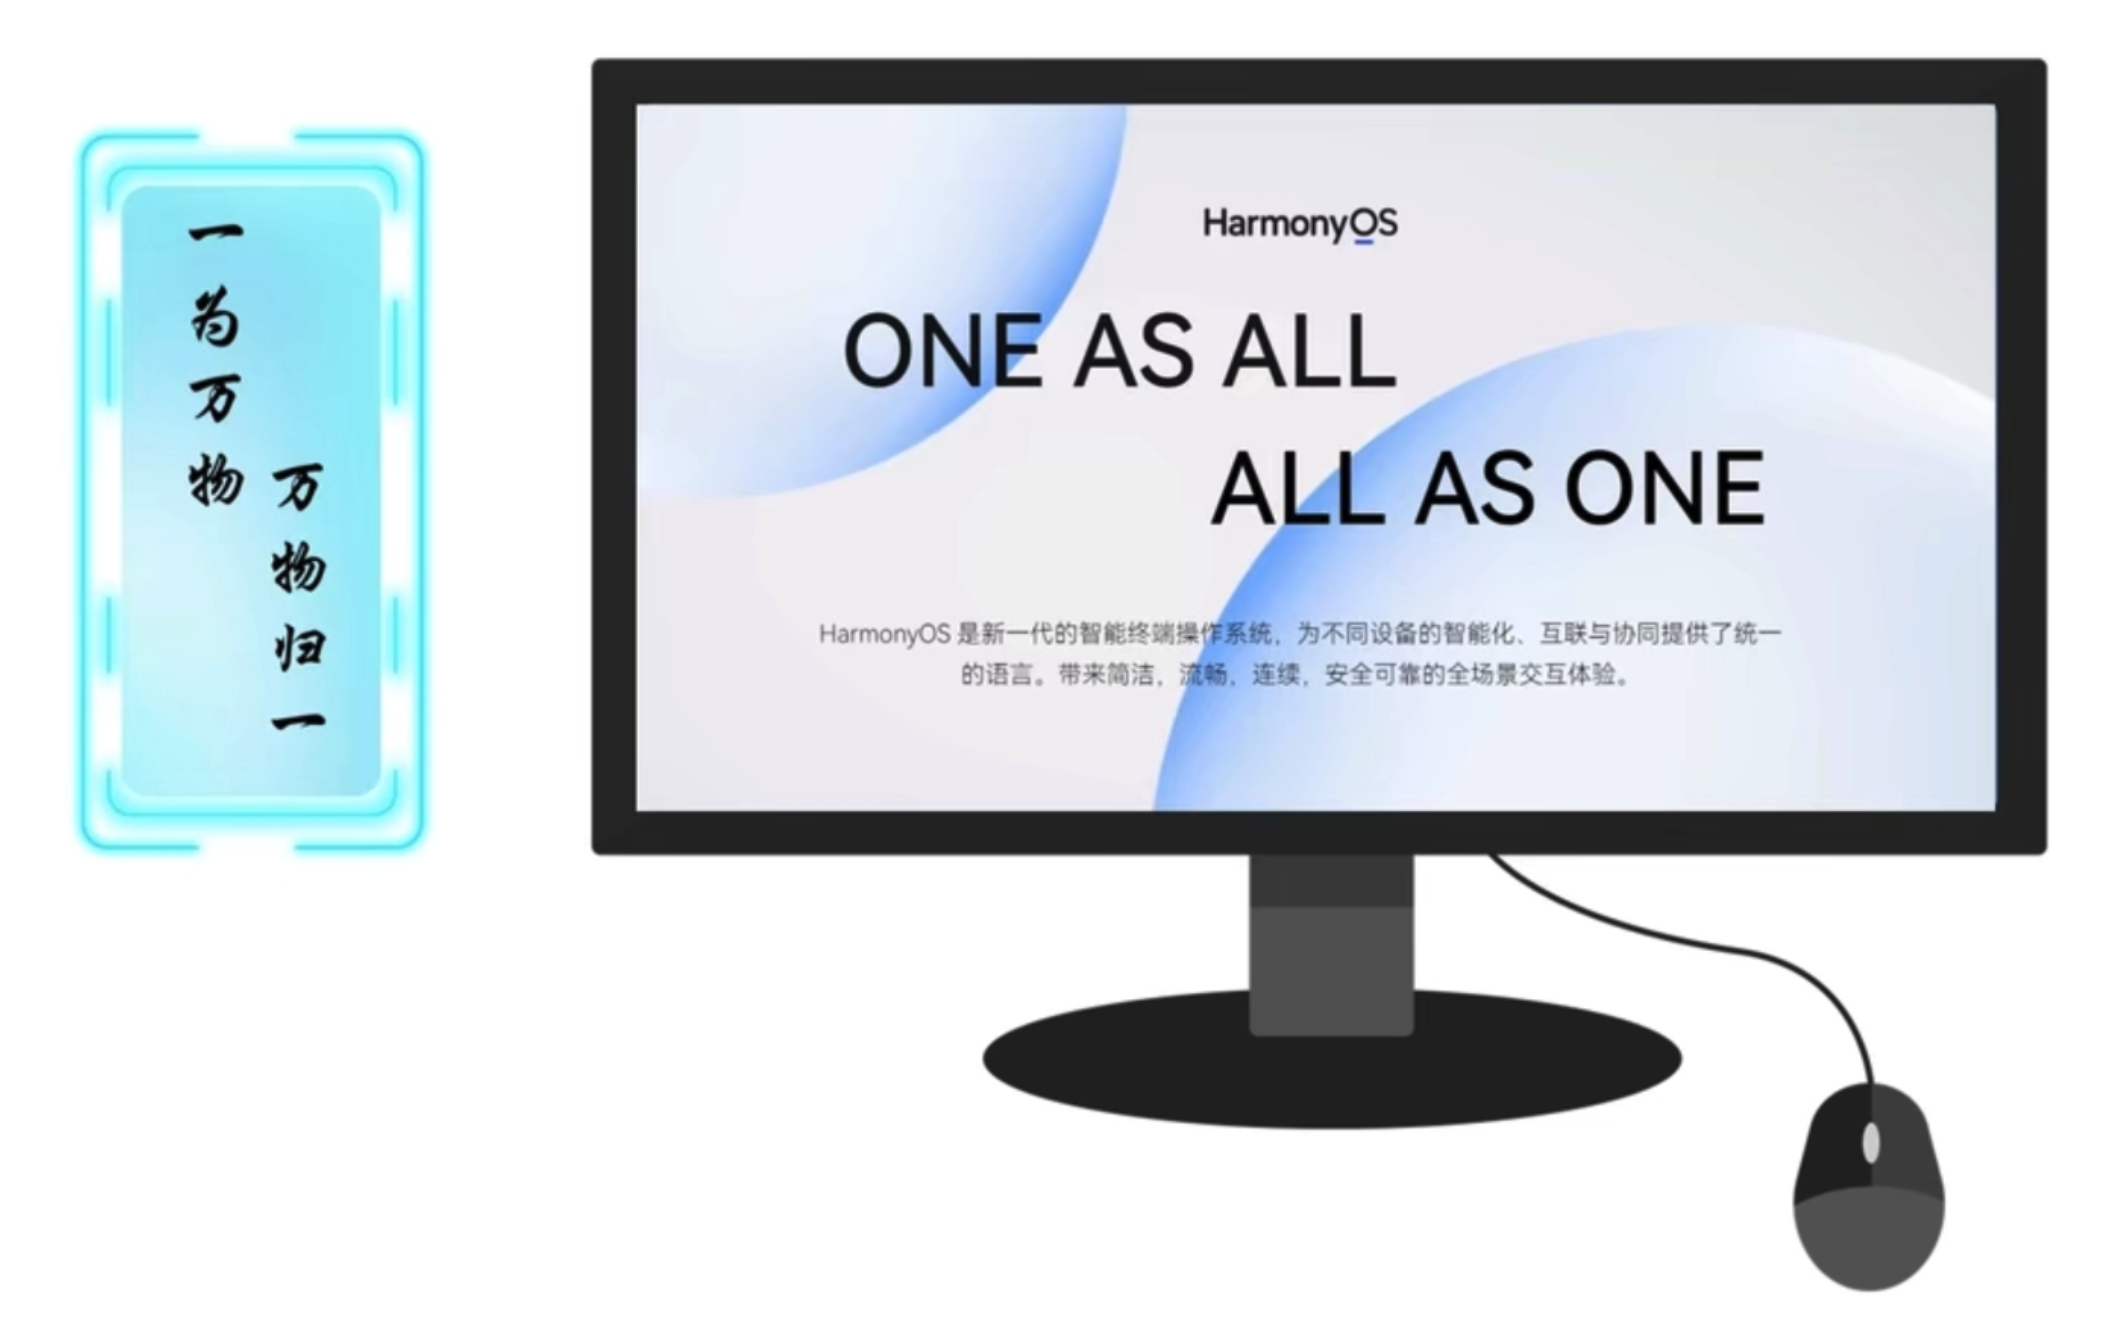 一为万物
万物归一
HarmonyOS
ONE AS ALL
ALL AS ONE
HarmonyOS 是新一代的智能终端操作系统，为不同设备的智能化、互联与协同提供了统一
的语言。带来简洁，流畅，连续，安全可靠的全场景交互体验。